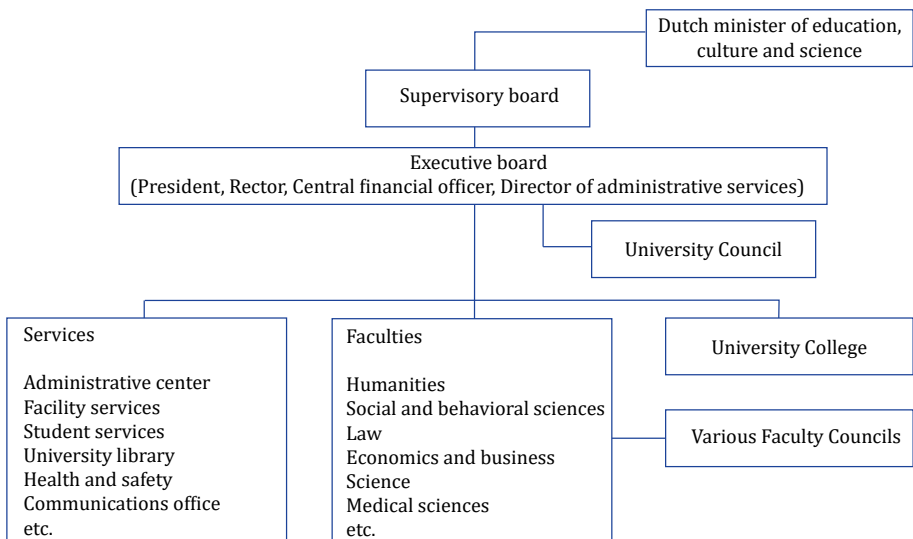 Dutch minister of education,
culture and science
Supervisory board
Executive board
(President, Rector, Central financial officer, Director of administrative services)
University Council
Services
Administrative center
Facility services
Student services
University library
Health and safety
Communications office
etc.
Faculties
Humanities
Social and behavioral sciences
Law
Economics and business
Science
Medical sciences
etc.
University College
Various Faculty Councils